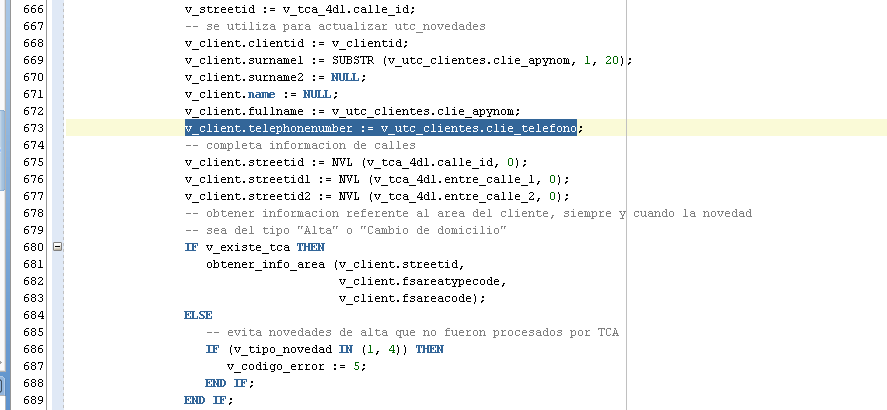 666 v_streetid := v_tca_4dl.calle_id;
667 -- se utiliza para actualizar utc_novedades
668 v_client.clientid := v_clientid;
669 v_client.surname1 := SUBSTR (v_utc_clientes.clie_apynom, 1, 20);
670 v_client.surname2 := NULL;
671 v_client.name := NULL;
672 v_client.fullname := v_utc_clientes.clie_apynom;
673 v_client.telephonenumber := v_utc_clientes.clie_telefono;
674 -- completa informacion de calles
675 v_client.streetid := NVL (v_tca_4dl.calle_id, 0);
676 v_client.streetid1 := NVL (v_tca_4dl.entre_calle_1, 0);
677 v_client.streetid2 := NVL (v_tca_4dl.entre_calle_2, 0);
678 -- obtener informacion referente al area del cliente, siempre y cuando la novedad
679 -- sea del tipo "Alta" o "Cambio de domicilio"
680 IF v_existe_tca THEN
681 obtener_info_area (v_client.streetid,
682 v_client.fsareatypecode,
683 v_client.fsareacode);
684 ELSE
685 -- evita novedades de alta que no fueron procesados por TCA
686 IF (v_tipo_novedad IN (1, 4)) THEN
687 v_codigo_error := 5;
688 END IF;
689 END IF;